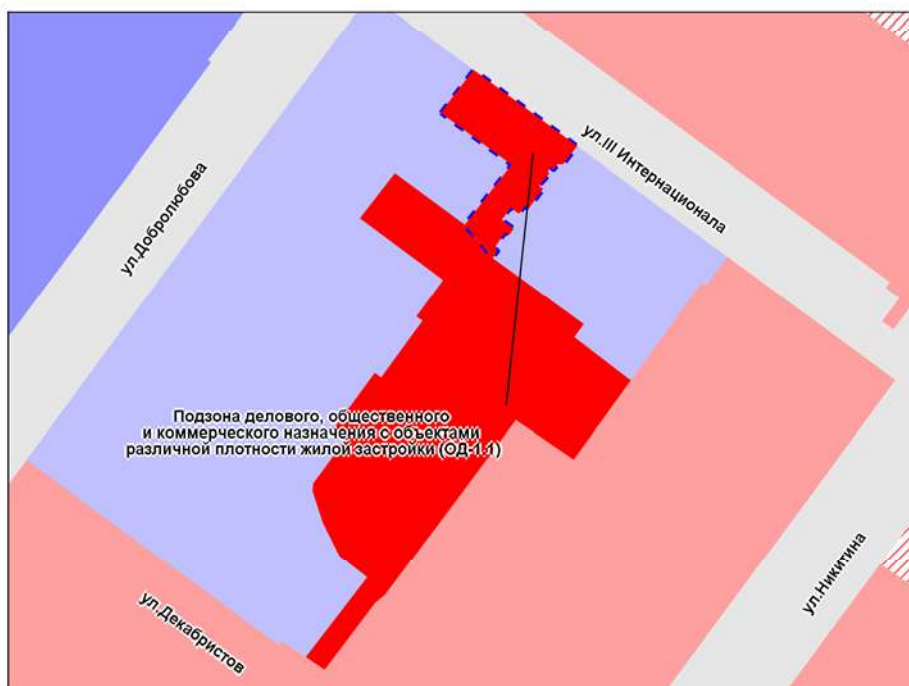 ул.III Интернационала
ул.Добролюбова
Подзона делового, общественного
и коммерческого назначения с объектами
различной плотности жилой застройки (ОД-1.1)
ул.Никитина
ул.Декабристов